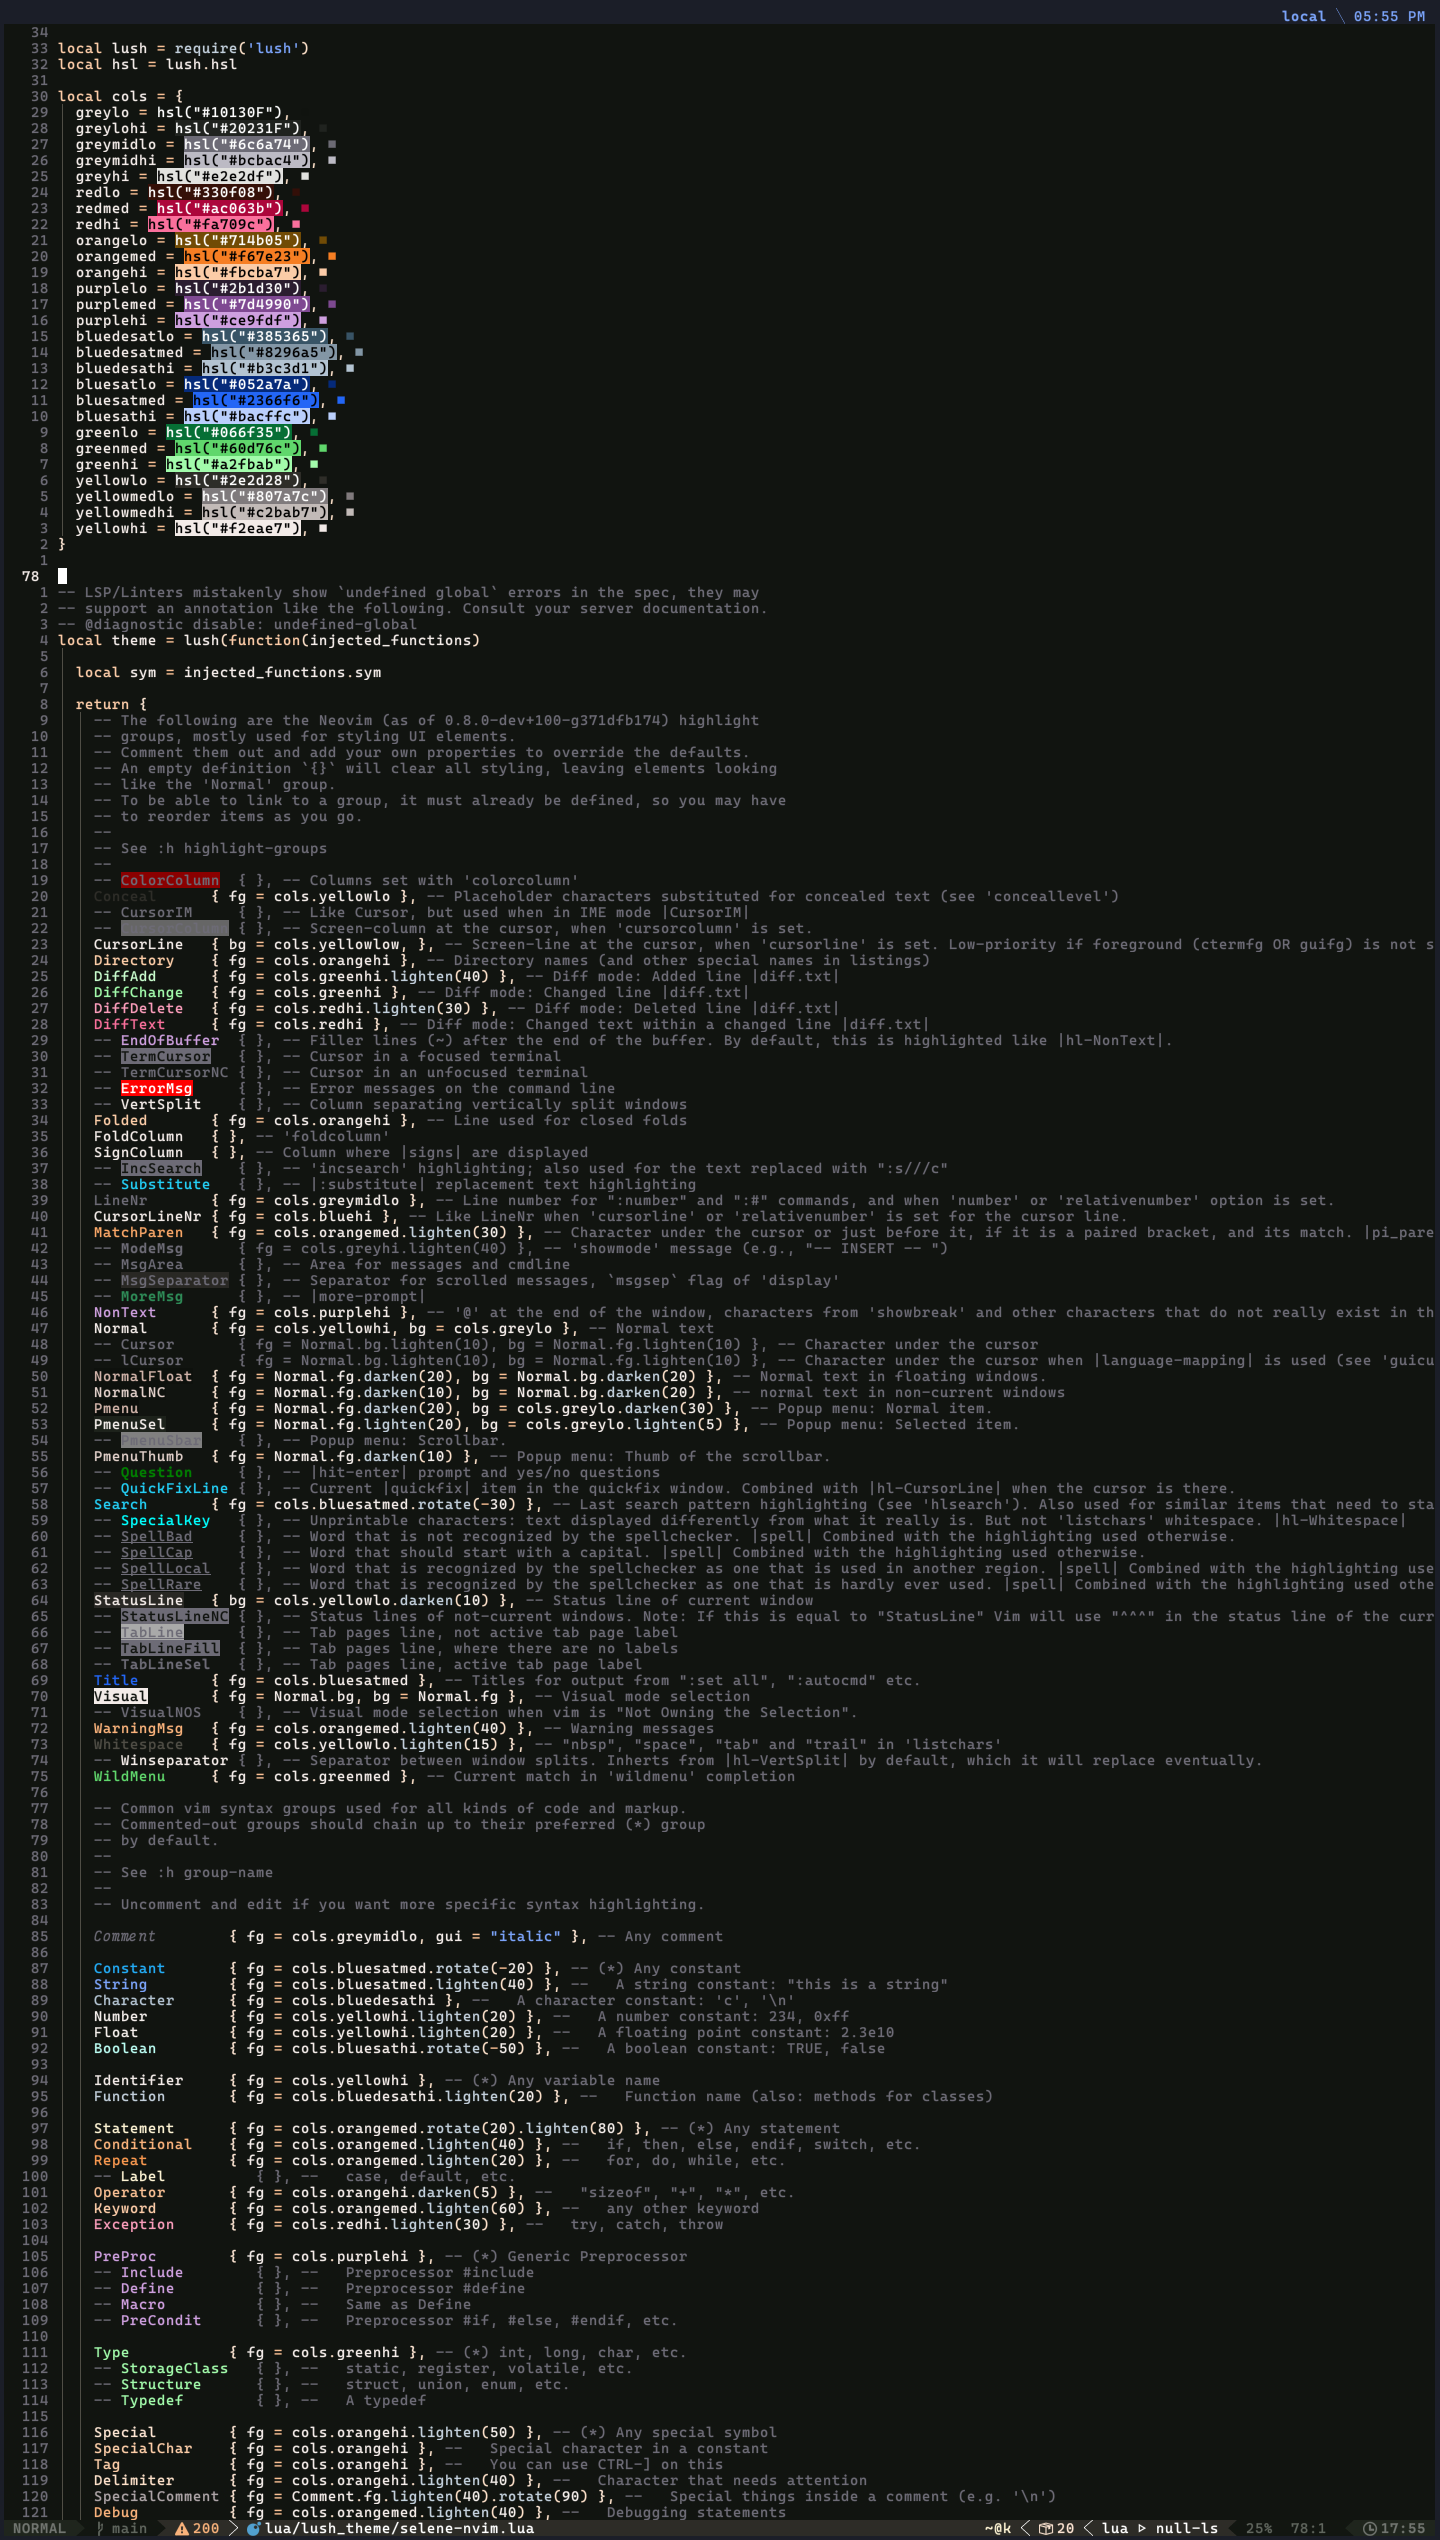 local \ 05:55 PM
34
33 local lush = require('lush')
32 local hsl = lush.hsl
31
30 local cols = {
29 greylo = hsl("#10130F"),
28 greylohi = hsl("#20231F"), ■
27 greymidlo = hsl("#6c6a74"), ■
26 greymidhi = hsl("#bcbac4"), ■
25 greyhi = hsl("#e2e2df"), ■
24 redlo = hsl("#330f08"), ■
23 redmed = hsl("#ac063b"), ■
22 redhi = hsl("#fa709c"), ■
21 orangelo = hsl("#714b05"), ■
20 orangemed = hsl("#f67e23"), ■
19 orangehi = hsl("#fbcba7"), ■
18 purplelo = hsl("#2b1d30"), ■
17 purplemed = hsl("#7d4990"), ■
16 purplehi = hsl("#ce9fdf"), ■
15 bluedesatlo = hsl("#385365"), ■
14 bluedesatmed = hsl("#8296a5"), ■
13 bluedesathi = hsl("#b3c3d1"), ■
12 bluesatlo = hsl("#052a7a"), ■
11 bluesatmed = hsl("#2366f6"), ■
10 bluesathi = hsl("#bacffc"), ■
9 greenlo = hsl("#066f35"), ■
8 greenmed = hsl("#60d76c"), ■
7 greenhi = hsl("#a2fbab"), ■
6 yellowlo = hsl("#2e2d28"), ■
5 yellowmedlo = hsl("#807a7c"), ■
4 yellowmedhi = hsl("#c2bab7"), ■
3 yellowhi = hsl("#f2eae7"), ■
2 }
1
78
1 -- LSP/Linters mistakenly show `undefined global` errors in the spec, they may
2 -- support an annotation like the following. Consult your server documentation.
3 -- @diagnostic disable: undefined-global
4 local theme = lush(function(injected_functions)
5
6 local sym = injected_functions.sym
7
8 return {
9 -- The following are the Neovim (as of 0.8.0-dev+100-g371dfb174) highlight
10 -- groups, mostly used for styling UI elements.
11 -- Comment them out and add your own properties to override the defaults.
12 -- An empty definition `{}` will clear all styling, leaving elements looking
13 -- like the 'Normal' group.
14 -- To be able to link to a group, it must already be defined, so you may have
15 -- to reorder items as you go.
16 --
17 -- See :h highlight-groups
18 --
19 -- ColorColumn { }, -- Columns set with 'colorcolumn'
20 Conceal { fg = cols.yellowlo }, -- Placeholder characters substituted for concealed text (see 'conceallevel')
21 -- CursorIM { }, -- Like Cursor, but used when in IME mode |CursorIM|
22 -- CursorColumn { }, -- Screen-column at the cursor, when 'cursorcolumn' is set.
23 CursorLine { bg = cols.yellowlow, }, -- Screen-line at the cursor, when 'cursorline' is set. Low-priority if foreground (ctermfg OR guifg) is not s
24 Directory { fg = cols.orangehi }, -- Directory names (and other special names in listings)
25 DiffAdd { fg = cols.greenhi.lighten(40) }, -- Diff mode: Added line |diff.txt|
26 DiffChange { fg = cols.greenhi }, -- Diff mode: Changed line |diff.txt|
27 DiffDelete { fg = cols.redhi.lighten(30) }, -- Diff mode: Deleted line |diff.txt|
28 DiffText { fg = cols.redhi }, -- Diff mode: Changed text within a changed line |diff.txt|
29 -- EndOfBuffer { }, -- Filler lines (~) after the end of the buffer. By default, this is highlighted like |hl-NonText|.
30 -- TermCursor { }, -- Cursor in a focused terminal
31 -- TermCursorNC { }, -- Cursor in an unfocused terminal
32 -- ErrorMsg { }, -- Error messages on the command line
33 -- VertSplit { }, -- Column separating vertically split windows
34 Folded { fg = cols.orangehi }, -- Line used for closed folds
35 FoldColumn { }, -- 'foldcolumn'
36 SignColumn { }, -- Column where |signs| are displayed
37 -- IncSearch { }, -- 'incsearch' highlighting; also used for the text replaced with ":s///c"
38 -- Substitute { }, -- |:substitute| replacement text highlighting
39 LineNr { fg = cols.greymidlo }, -- Line number for ":number" and ":#" commands, and when 'number' or 'relativenumber' option is set.
40 CursorLineNr { fg = cols.bluehi }, -- Like LineNr when 'cursorline' or 'relativenumber' is set for the cursor line.
41 MatchParen { fg = cols.orangemed.lighten(30) }, -- Character under the cursor or just before it, if it is a paired bracket, and its match. |pi_pare
42 -- ModeMsg { fg = cols.greyhi.lighten(40) }, -- 'showmode' message (e.g., "-- INSERT -- ")
43 -- MsgArea { }, -- Area for messages and cmdline
44 -- MsgSeparator { }, -- Separator for scrolled messages, `msgsep` flag of 'display'
45 -- MoreMsg { }, -- |more-prompt|
46 NonText { fg = cols.purplehi }, -- '@' at the end of the window, characters from 'showbreak' and other characters that do not really exist in th
47 Normal { fg = cols.yellowhi, bg = cols.greylo }, -- Normal text
48 -- Cursor { fg = Normal.bg.lighten(10), bg = Normal.fg.lighten(10) }, -- Character under the cursor
49 -- lCursor { fg = Normal.bg.lighten(10), bg = Normal.fg.lighten(10) }, -- Character under the cursor when |language-mapping| is used (see 'guicu
50 NormalFloat { fg = Normal.fg.darken(20), bg = Normal.bg.darken(20) }, -- Normal text in floating windows.
51 NormalNC { fg = Normal.fg.darken(10), bg = Normal.bg.darken(20) }, -- normal text in non-current windows
52 Pmenu { fg = Normal.fg.darken(20), bg = cols.greylo.darken(30) }, -- Popup menu: Normal item.
53 PmenuSel { fg = Normal.fg.lighten(20), bg = cols.greylo.lighten(5) }, -- Popup menu: Selected item.
54 -- PmenuSbar { }, -- Popup menu: Scrollbar.
55 PmenuThumb { fg = Normal.fg.darken(10) }, -- Popup menu: Thumb of the scrollbar.
56 -- Question { }, -- |hit-enter| prompt and yes/no questions
57 -- QuickFixLine { }, -- Current |quickfix| item in the quickfix window. Combined with |hl-CursorLine| when the cursor is there.
58 Search { fg = cols.bluesatmed.rotate(-30) }, -- Last search pattern highlighting (see 'hlsearch'). Also used for similar items that need to sta
59 -- SpecialKey { }, -- Unprintable characters: text displayed differently from what it really is. But not 'listchars' whitespace. |hl-Whitespace|
60 -- SpellBad { }, -- Word that is not recognized by the spellchecker. |spell| Combined with the highlighting used otherwise.
61 -- SpellCap { }, -- Word that should start with a capital. |spell| Combined with the highlighting used otherwise.
62 -- SpellLocal { }, -- Word that is recognized by the spellchecker as one that is used in another region. |spell| Combined with the highlighting use
63 -- SpellRare { }, -- Word that is recognized by the spellchecker as one that is hardly ever used. |spell| Combined with the highlighting used othe
64 StatusLine { bg = cols.yellowlo.darken(10) }, -- Status line of current window
65 -- StatusLineNC { }, -- Status lines of not-current windows. Note: If this is equal to "StatusLine" Vim will use "^^^" in the status line of the curr
66 -- TabLine { }, -- Tab pages line, not active tab page label
67 -- TabLineFill { }, -- Tab pages line, where there are no labels
68 -- TabLineSel { }, -- Tab pages line, active tab page label
69 Title { fg = cols.bluesatmed }, -- Titles for output from ":set all", ":autocmd" etc.
70 Visual { fg = Normal.bg, bg = Normal.fg }, -- Visual mode selection
71 -- VisualNOS { }, -- Visual mode selection when vim is "Not Owning the Selection".
72 WarningMsg { fg = cols.orangemed.lighten(40) }, -- Warning messages
73 Whitespace { fg = cols.yellowlo.lighten(15) }, -- "nbsp", "space", "tab" and "trail" in 'listchars'
74 -- Winseparator { }, -- Separator between window splits. Inherts from |hl-VertSplit| by default, which it will replace eventually.
75 WildMenu { fg = cols.greenmed }, -- Current match in 'wildmenu' completion
76
77 -- Common vim syntax groups used for all kinds of code and markup.
78 -- Commented-out groups should chain up to their preferred (*) group
79 -- by default.
80 --
81 -- See :h group-name
82 --
83 -- Uncomment and edit if you want more specific syntax highlighting.
84
85 Comment { fg = cols.greymidlo, gui = "italic" }, -- Any comment
86
87 Constant { fg = cols.bluesatmed.rotate(-20) }, -- (*) Any constant
88 String { fg = cols.bluesatmed.lighten(40) }, -- A string constant: "this is a string"
89 Character { fg = cols.bluedesathi }, -- A character constant: 'c', '\n'
90 Number { fg = cols.yellowhi.lighten(20) }, -- A number constant: 234, 0xff
91 Float { fg = cols.yellowhi.lighten(20) }, -- A floating point constant: 2.3e10
92 Boolean { fg = cols.bluesathi.rotate(-50) }, -- A boolean constant: TRUE, false
93
94 Identifier { fg = cols.yellowhi }, -- (*) Any variable name
95 Function { fg = cols.bluedesathi.lighten(20) }, -- Function name (also: methods for classes)
96
97 Statement { fg = cols.orangemed.rotate(20).lighten(80) }, -- (*) Any statement
98 Conditional { fg = cols.orangemed.lighten(40) }, -- if, then, else, endif, switch, etc.
99 Repeat { fg = cols.orangemed.lighten(20) }, -- for, do, while, etc.
100 -- Label { }, -- case, default, etc.
101 Operator { fg = cols.orangehi.darken(5) }, -- "sizeof", "+", "*", etc.
102 Keyword { fg = cols.orangemed.lighten(60) }, -- any other keyword
103 Exception { fg = cols.redhi.lighten(30) }, -- try, catch, throw
104
105 PreProc { fg = cols.purplehi }, -- (*) Generic Preprocessor
106 -- Include { }, -- Preprocessor #include
107 -- Define { }, -- Preprocessor #define
108 -- Macro { }, -- Same as Define
109 -- PreCondit { }, -- Preprocessor #if, #else, #endif, etc.
110
111 Type { fg = cols.greenhi }, -- (*) int, long, char, etc.
112 -- StorageClass { }, -- static, register, volatile, etc.
113 -- Structure { }, -- struct, union, enum, etc.
114 -- Typedef { }, -- A typedef
115
116 Special { fg = cols.orangehi.lighten(50) }, -- (*) Any special symbol
117 SpecialChar { fg = cols.orangehi }, -- Special character in a constant
118 Tag { fg = cols.orangehi }, -- You can use CTRL-] on this
119 Delimiter { fg = cols.orangehi.lighten(40) }, -- Character that needs attention
120 SpecialComment { fg = Comment.fg.lighten(40).rotate(90) }, -- Special things inside a comment (e.g. '\n')
121 Debug { fg = cols.orangemed.lighten(40) }, -- Debugging statements
NORMAL main 200 lua/lush_theme/selene-nvim.lua ~@k 20 lua ▷ null-ls 25% 78:1 17:55